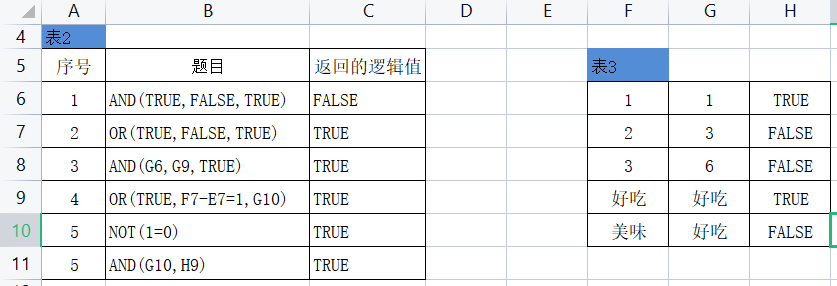 A B C D E F G H
4 表2
5 序号 题目 返回的逻辑值 表3
6 1 AND(TRUE,FALSE,TRUE) FALSE 1 1 TRUE
7 2 OR(TRUE,FALSE,TRUE) TRUE 2 3 FALSE
8 3 AND(G6,G9,TRUE) TRUE 3 6 FALSE
9 4 OR(TRUE,F7-E7=1,G10) TRUE 好吃 好吃 TRUE
10 5 NOT(1=0) TRUE 美味 好吃 FALSE
11 5 AND(G10,H9) TRUE